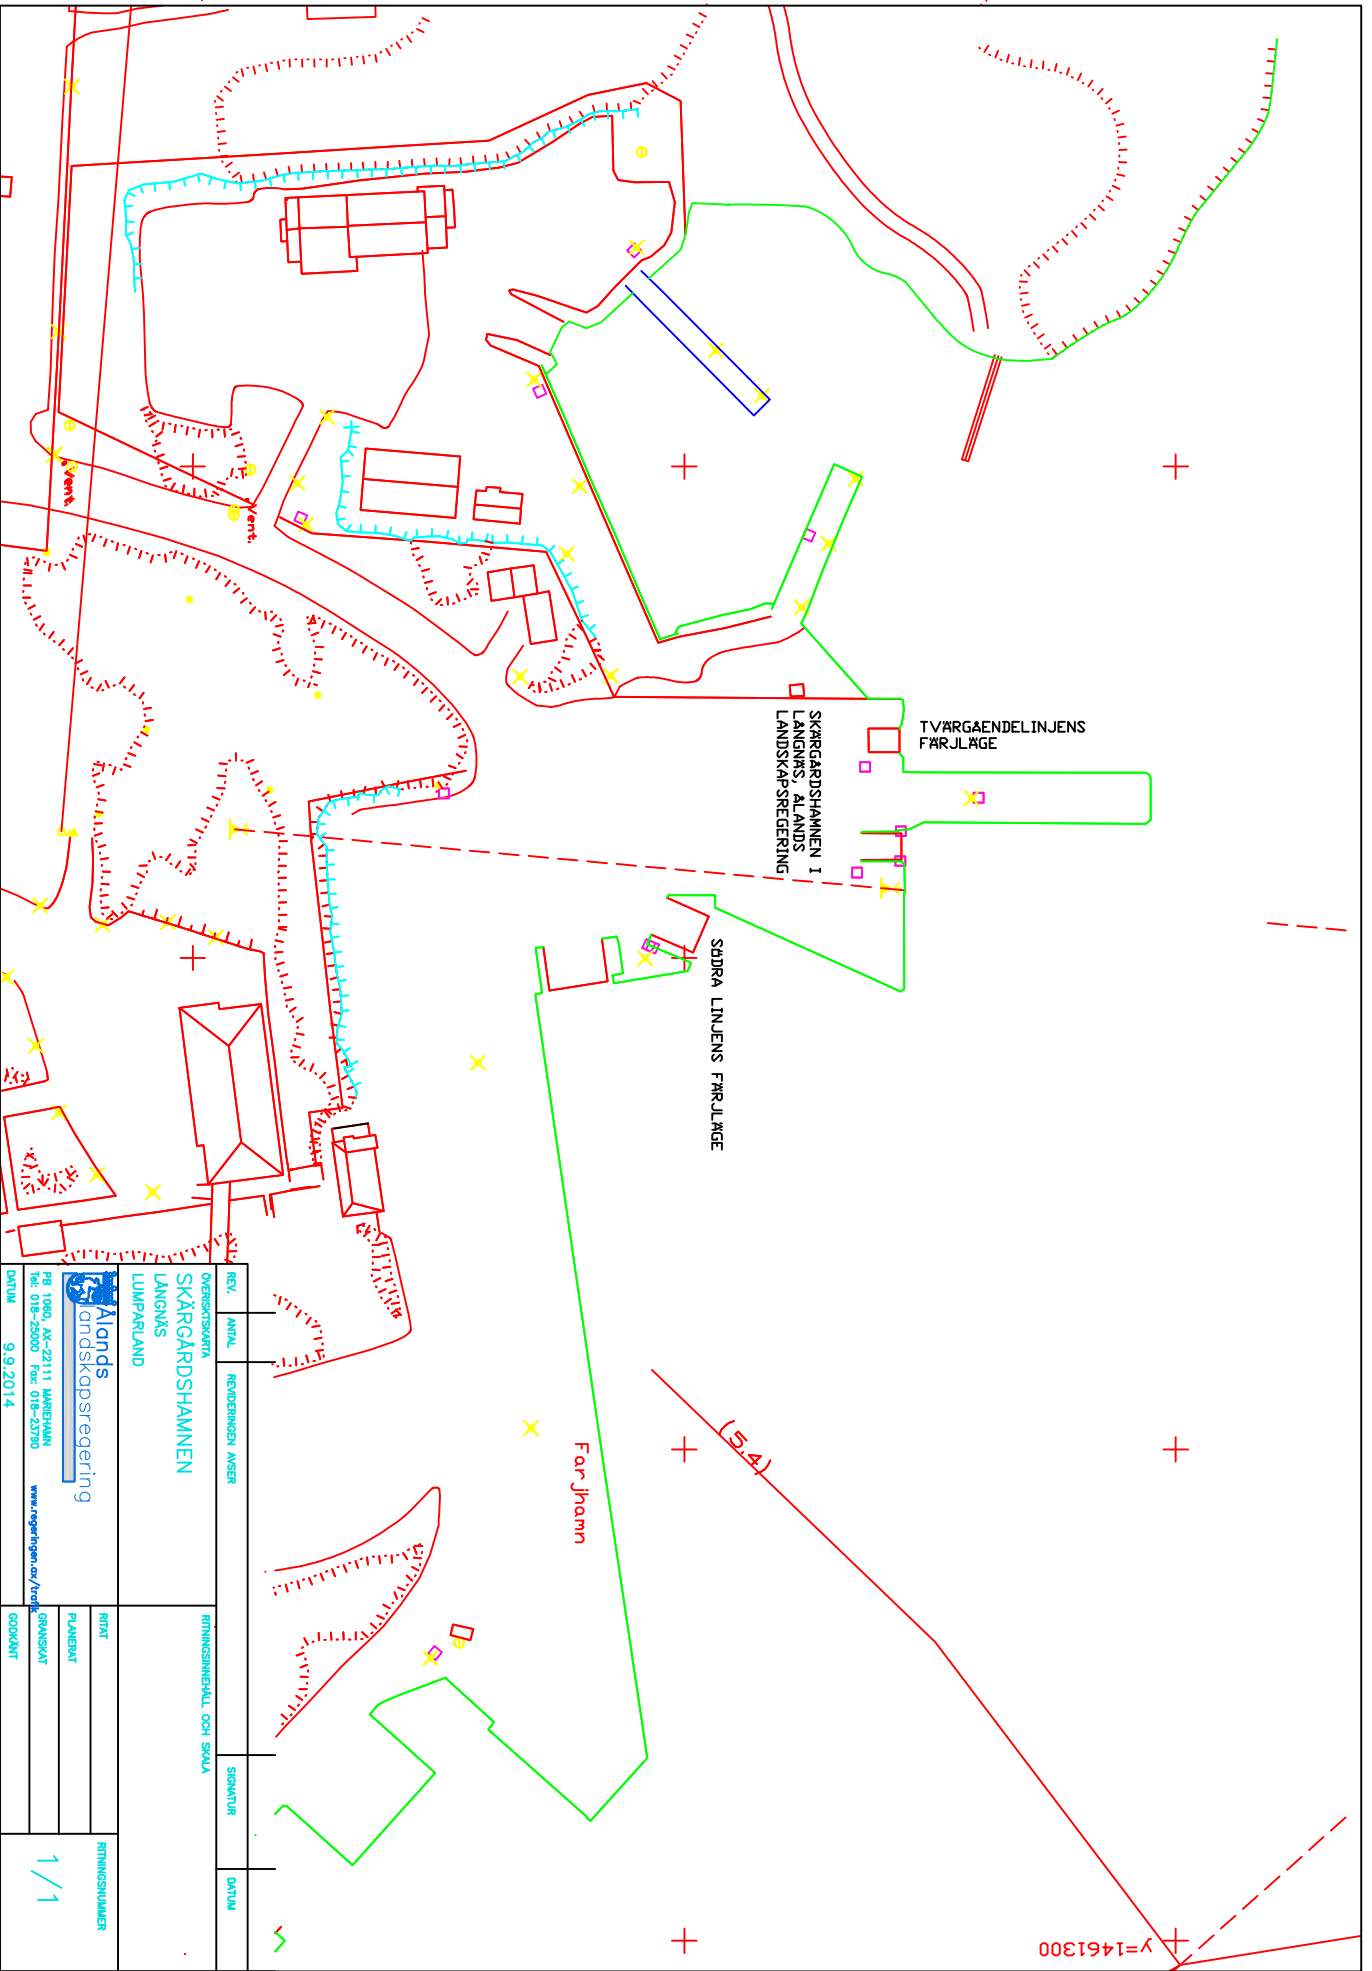 TVÄRGÅENDELINJENS
FÄRJLÄGE
SKÄRGÅRDSHAMNEN I
LÅNGNÄS, ÅLANDS
LANDSKAPSREGERING
SÖDRA LINJENS FÄRJLÄGE
Vent.
Vent.
(5.4)
Farjhamn
y=1461300
REV.
ANTAL
REVIDERINGEN AVSER
SIGNATUR
DATUM
ÖVERISKTSKARTA
SKÄRGÅRDSHAMNEN
LÅNGNÄS
LUMPARLAND
RITNINGSINNEHÅLL OCH SKALA
Ålands
landskapsregering
PB 1060, AX-22111 MARIEHAMN
Tel: 018-25000 Fax: 018-23790
www.regeringen.ax/trafik
DATUM
9.9.2014
RITAT
PLANERAT
GRANSKAT
GODKÄNT
RITNINGSNUMMER
1/1